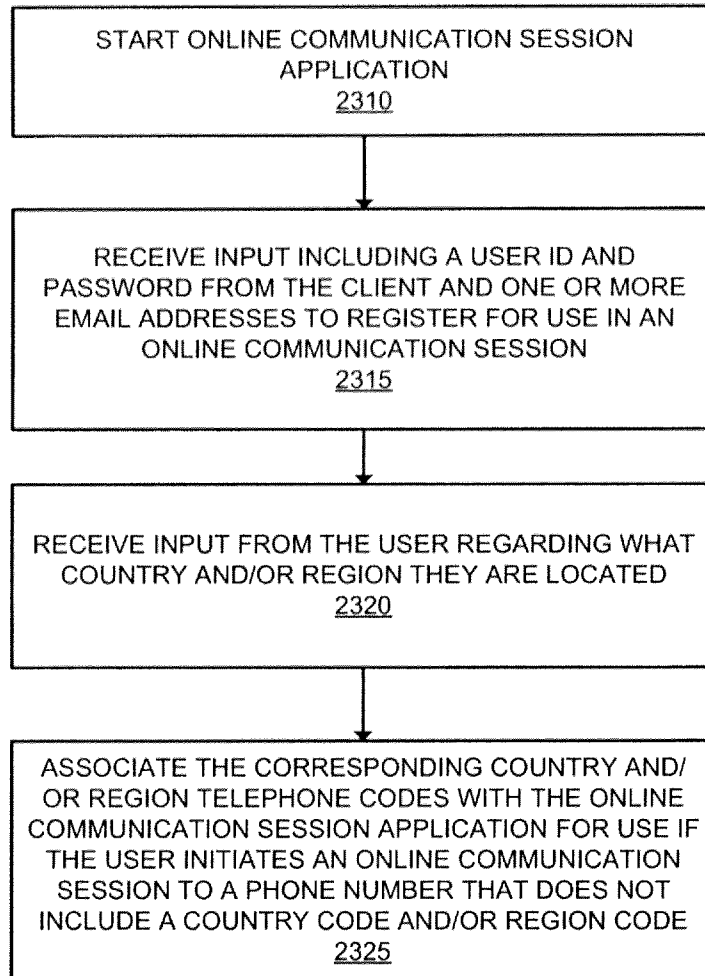 START ONLINE COMMUNICATION SESSION
APPLICATION
2310
RECEIVE INPUT INCLUDING A USER ID AND
PASSWORD FROM THE CLIENT AND ONE OR MORE
EMAIL ADDRESSES TO REGISTER FOR USE IN AN
ONLINE COMMUNICATION SESSION
2315
RECEIVE INPUT FROM THE USER REGARDING WHAT
COUNTRY AND/OR REGION THEY ARE LOCATED
2320
ASSOCIATE THE CORRESPONDING COUNTRY AND/
OR REGION TELEPHONE CODES WITH THE ONLINE
COMMUNICATION SESSION APPLICATION FOR USE IF
THE USER INITIATES AN ONLINE COMMUNICATION
SESSION TO A PHONE NUMBER THAT DOES NOT
INCLUDE A COUNTRY CODE AND/OR REGION CODE
2325